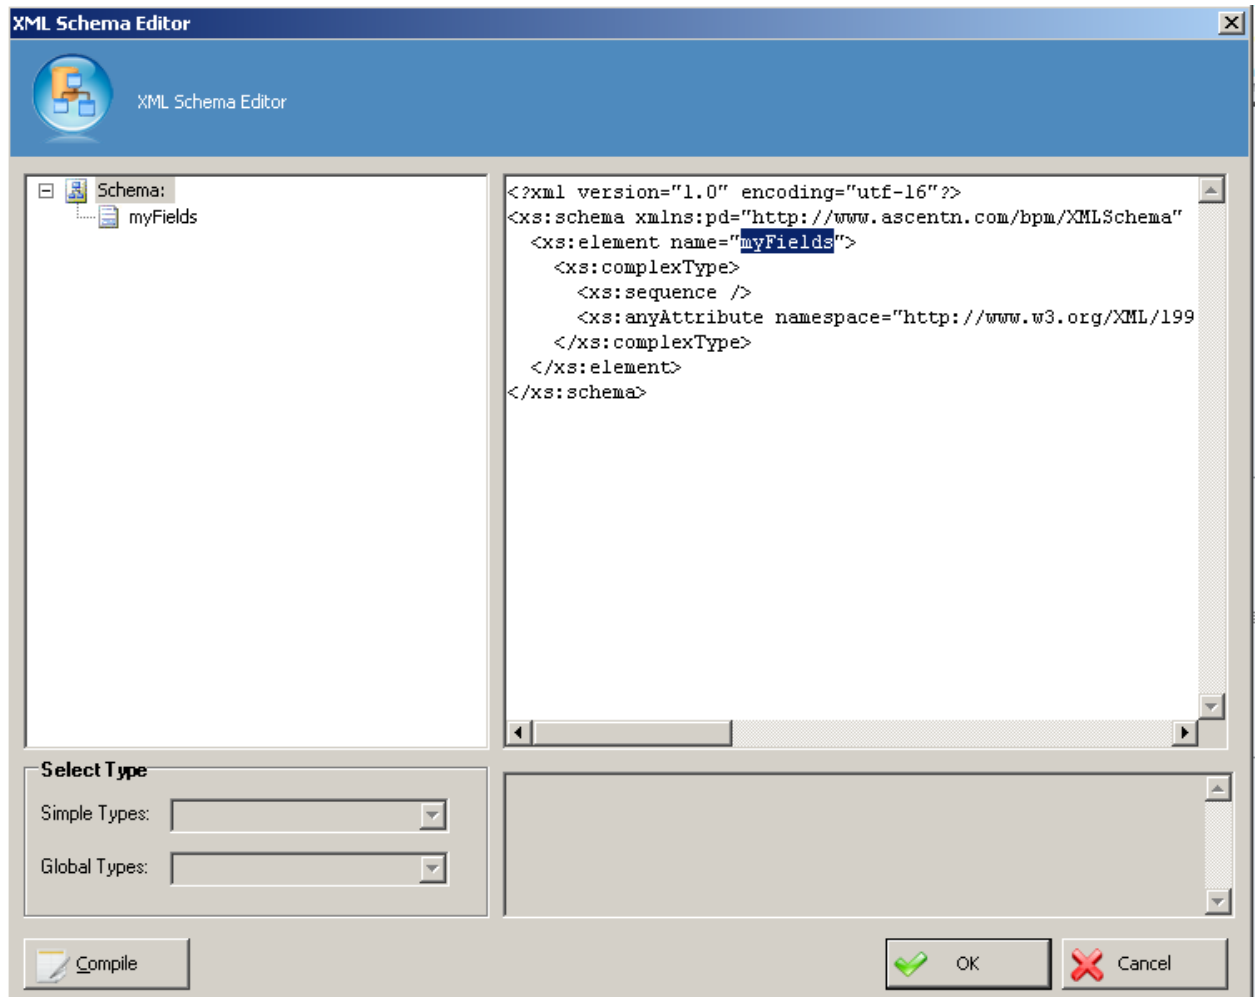 XML Schema Editor
XML Schema Editor
Schema:
myFields
<?xml version="1.0" encoding="utf-16"?>
<xs:schema xmlns:pd="http://www.ascentn.com/bpm/XMLSchema"
<xs:element name="myFields">
<xs:complexType>
<xs:sequence />
<xs:anyAttribute namespace="http://www.w3.org/XML/199
</xs:complexType>
</xs:element>
</xs:schema>
Select Type
Simple Types:
Global Types:
Compile
OK
Cancel